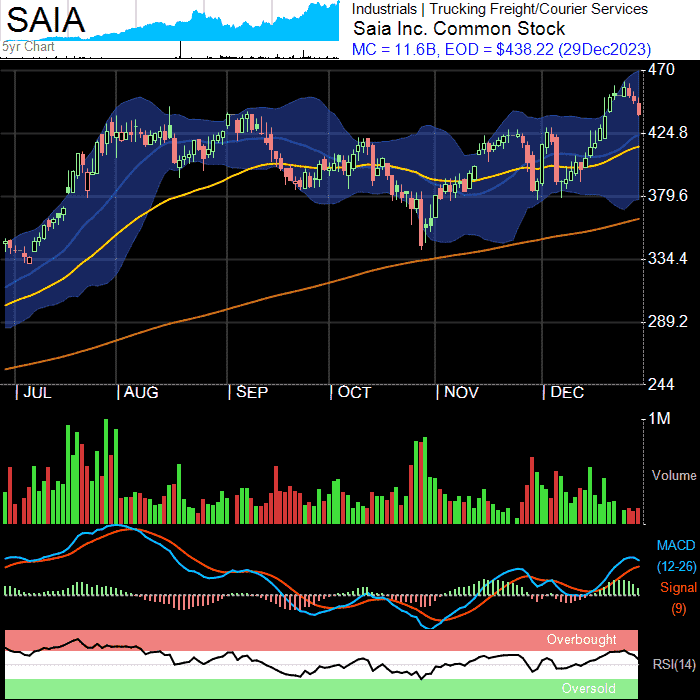 SAIA
Industrials | Trucking Freight/Courier Services
Saia Inc. Common Stock
MC = 11.6B, EOD = $438.22 (29Dec2023)
5yr Chart
470
424.8
379.6
334.4
289.2
244
JUL AUG SEP OCT NOV DEC
1M
Volume
MACD
(12-26)
Signal
(9)
Overbought
RSI(14)
Oversold